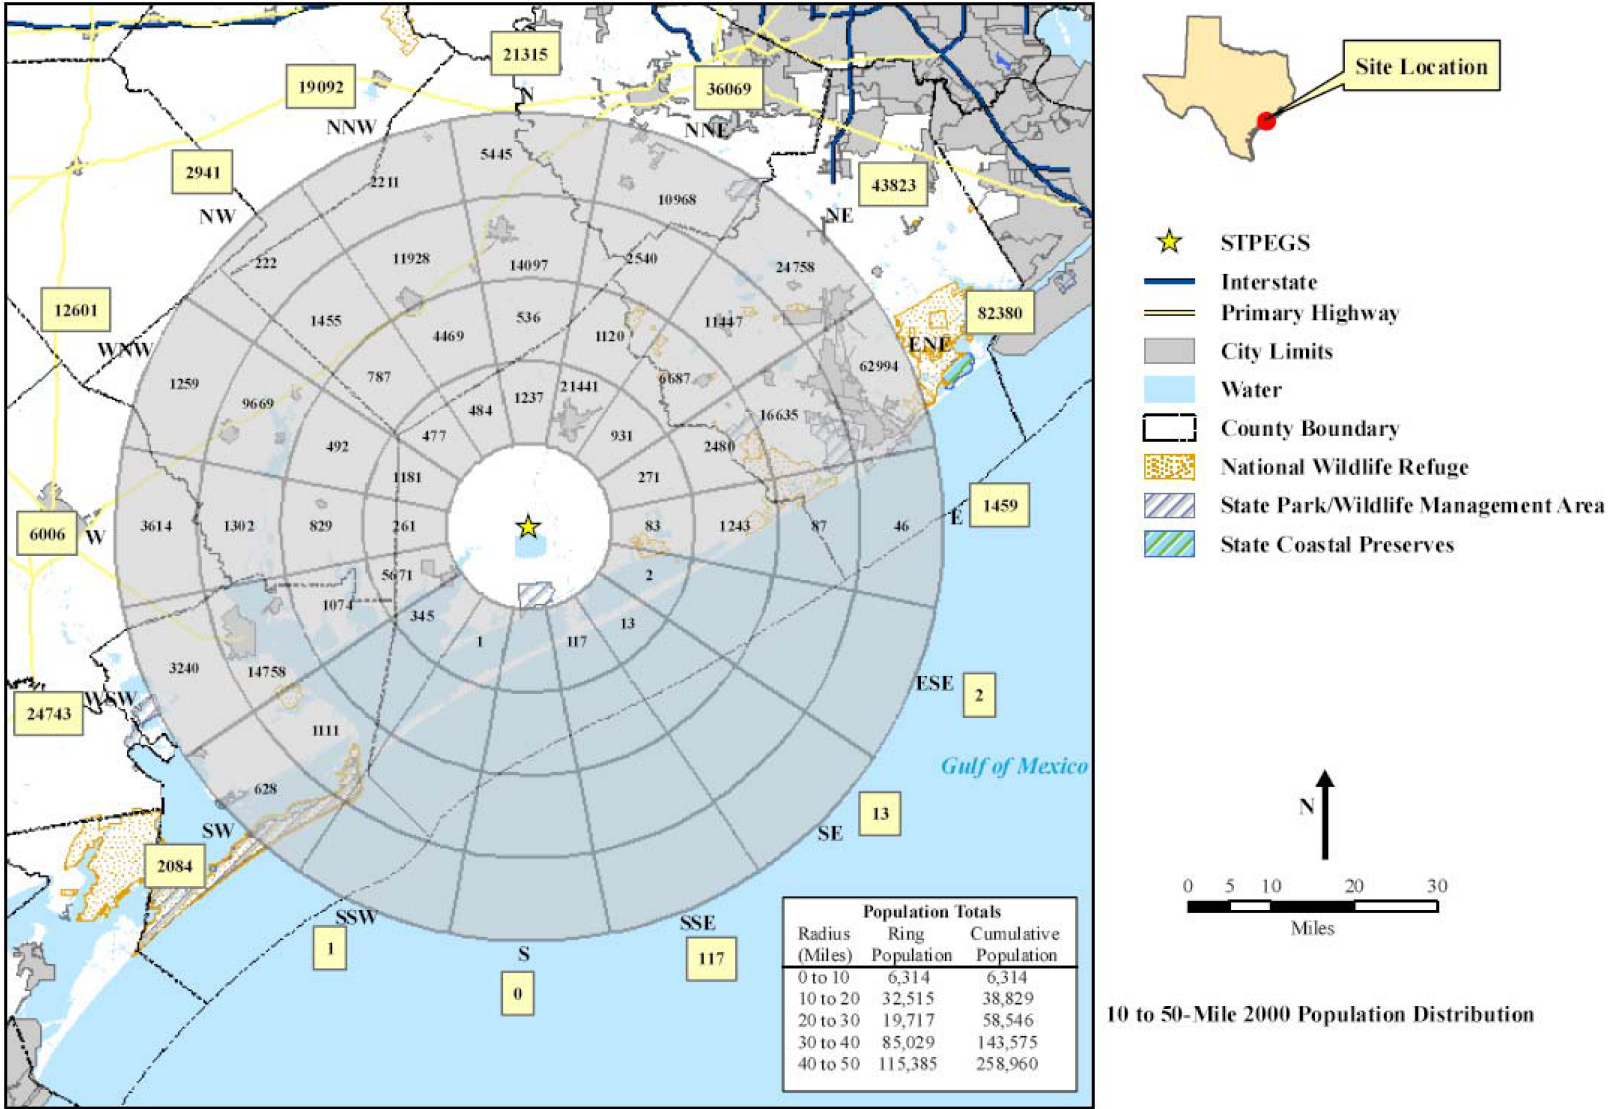 21315
N
19092
NNW
36069
NNE
2941
NW
43823
NE
12601
WNW
82380
ENE
6006
W
1459
E
24743
WSW
2
ESE
2084
SW
13
SE
1
SSW
0
S
117
SSE
5445
2211
10968
222
11928
14097
2540
24758
1455
4469
536
1120
11447
1259
787
62994
9669
484
1237
21441
6687
16635
492
477
931
2480
1181
271
3614
1302
829
261
83
1243
87
46
5671
2
1074
345
13
1
117
3240
14758
1111
628
Gulf of Mexico
Population Totals
Radius (Miles) Ring Population Cumulative Population
0 to 10 6,314 6,314
10 to 20 32,515 38,829
20 to 30 19,717 58,546
30 to 40 85,029 143,575
40 to 50 115,385 258,960
Site Location
STPEGS
Interstate
Primary Highway
City Limits
Water
County Boundary
National Wildlife Refuge
State Park/Wildlife Management Area
State Coastal Preserves
N
0 5 10 20 30
Miles
10 to 50-Mile 2000 Population Distribution